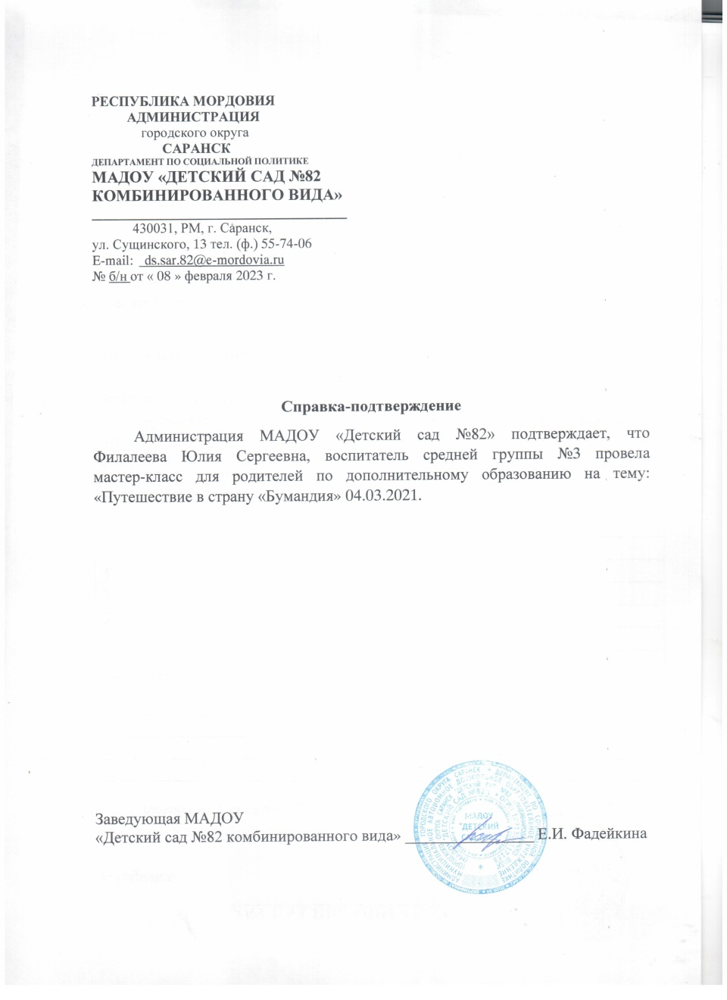 РЕСПУБЛИКА МОРДОВИЯ
АДМИНИСТРАЦИЯ
городского округа
САРАНСК
ДЕПАРТАМЕНТ ПО СОЦИАЛЬНОЙ ПОЛИТИКЕ
МАДОУ «ДЕТСКИЙ САД №82
КОМБИНИРОВАННОГО ВИДА»
430031, РМ, г. Саранск,
ул. Сущинского, 13 тел. (ф.) 55-74-06
E-mail: ds.sar.82@e-mordovia.ru
№ б/н от « 08 » февраля 2023 г.
Справка-подтверждение
Администрация МАДОУ «Детский сад №82» подтверждает, что
Филалеева Юлия Сергеевна, воспитатель средней группы №3 провела
мастер-класс для родителей по дополнительному образованию на тему:
«Путешествие в страну «Бумандия» 04.03.2021.
Заведующая МАДОУ
«Детский сад №82 комбинированного вида» Е.И. Фадейкина
МАДОУ
"ДЕТСКИЙ